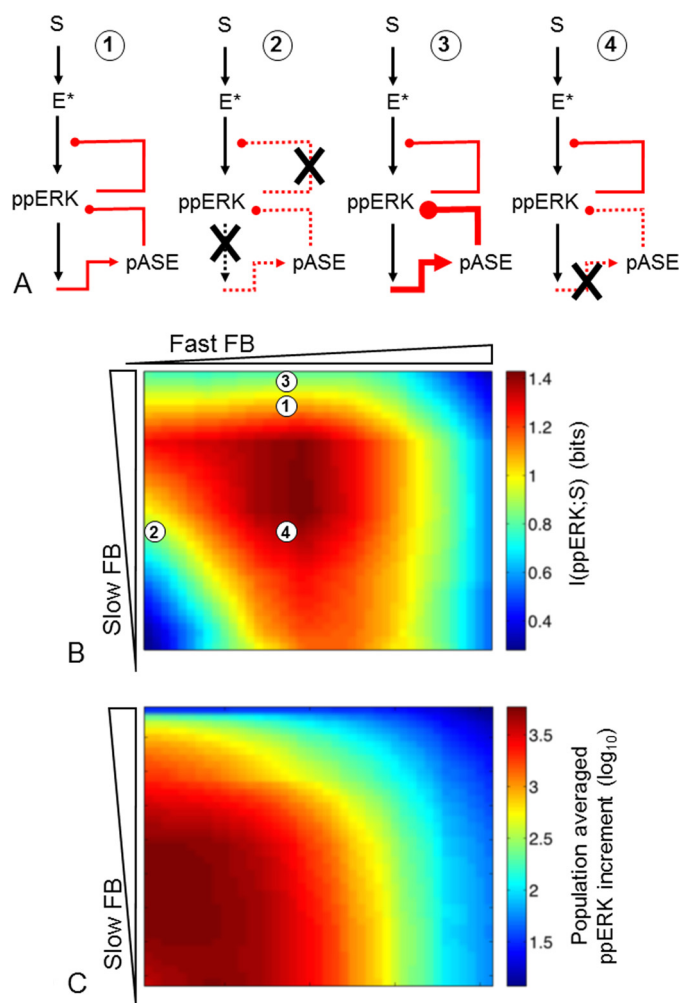 S 1 S 2 S 3 S 4
E* E* E* E*
ppERK ppERK ppERK ppERK
pASE pASE pASE pASE
A
Fast FB
3
1
2
4
Slow FB
B
1.4
1.2
1
0.8
0.6
0.4
I(ppERK;S) (bits)
Slow FB
C
3.5
3
2.5
2
1.5
Population averaged
ppERK increment (log10)